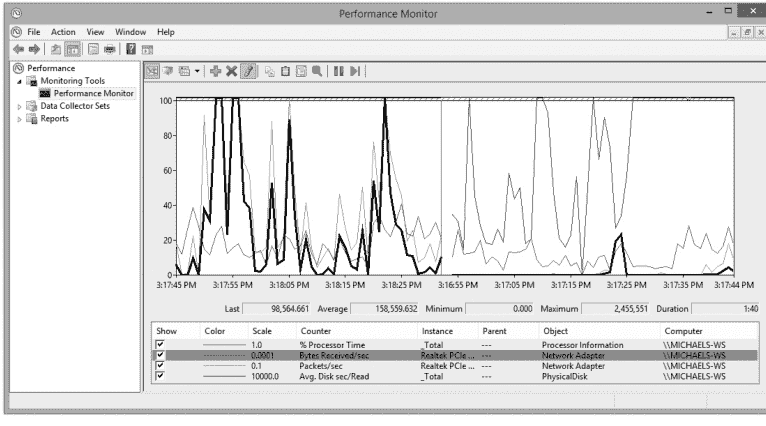 Performance Monitor
File Action View Window Help
Performance
Monitoring Tools
Performance Monitor
Data Collector Sets
Reports
100
80
60
40
20
0
3:17:45 PM 3:17:55 PM 3:18:05 PM 3:18:15 PM 3:18:25 PM 3:16:55 PM 3:17:05 PM 3:17:15 PM 3:17:25 PM 3:17:35 PM 3:17:44 PM
Last 98,564.661 Average 158,559.632 Minimum 0.000 Maximum 2,455,551 Duration 1:40
Show Color Scale Counter Instance Parent Object Computer
1.0 % Processor Time _Total --- Processor Information \\MICHAELS-WS
0.0001 Bytes Received/sec Realtek PCIe ... --- Network Adapter \\MICHAELS-WS
0.1 Packets/sec Realtek PCIe ... --- Network Adapter \\MICHAELS-WS
10000.0 Avg. Disk sec/Read _Total --- PhysicalDisk \\MICHAELS-WS